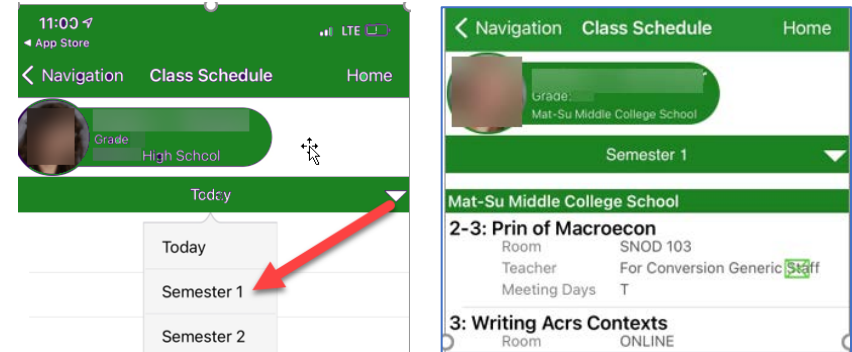 11:00
LTE
App Store
Navigation Class Schedule Home
Grade
High School
Today
Today
Semester 1
Semester 2
Navigation Class Schedule Home
Grade:
Mat-Su Middle College School
Semester 1
Mat-Su Middle College School
2-3: Prin of Macroecon
Room SNOD 103
Teacher For Conversion Generic Staff
Meeting Days T
3: Writing Acrs Contexts
Room ONLINE